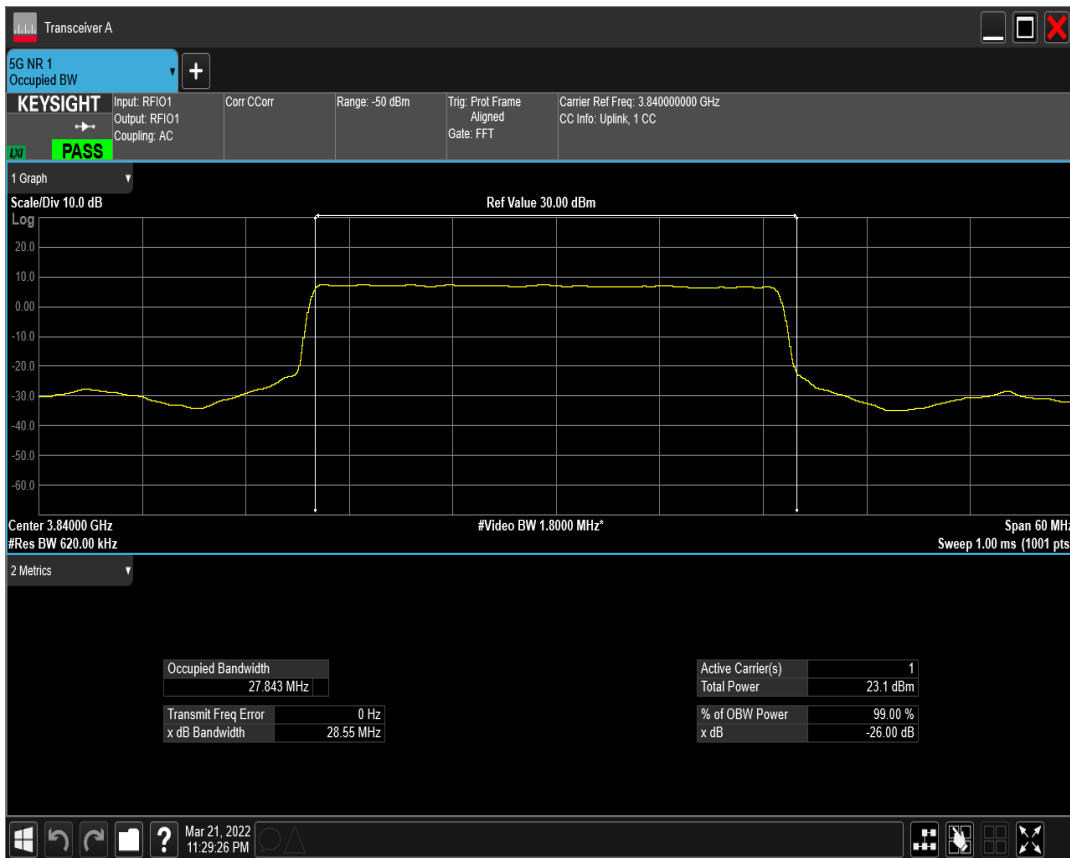 Transceiver A
5G NR 1
Occupied BW
+
KEYSIGHT
LXI
PASS
Input: RFIO1
Output: RFIO1
Coupling: AC
Corr CCorr
Range: -50 dBm
Trig: Prot Frame
Aligned
Gate: FFT
Carrier Ref Freq: 3.840000000 GHz
CC Info: Uplink, 1 CC
1 Graph
Scale/Div 10.0 dB
Ref Value 30.00 dBm
Log
20.0
10.0
0.00
-10.0
-20.0
-30.0
-40.0
-50.0
-60.0
Center 3.84000 GHz
#Video BW 1.8000 MHz*
Span 60 MHz
#Res BW 620.00 kHz
Sweep 1.00 ms (1001 pts
2 Metrics
Occupied Bandwidth
27.843 MHz
Transmit Freq Error 0 Hz
x dB Bandwidth 28.55 MHz
Active Carrier(s) 1
Total Power 23.1 dBm
% of OBW Power 99.00 %
x dB -26.00 dB
?
Mar 21, 2022
11:29:26 PM